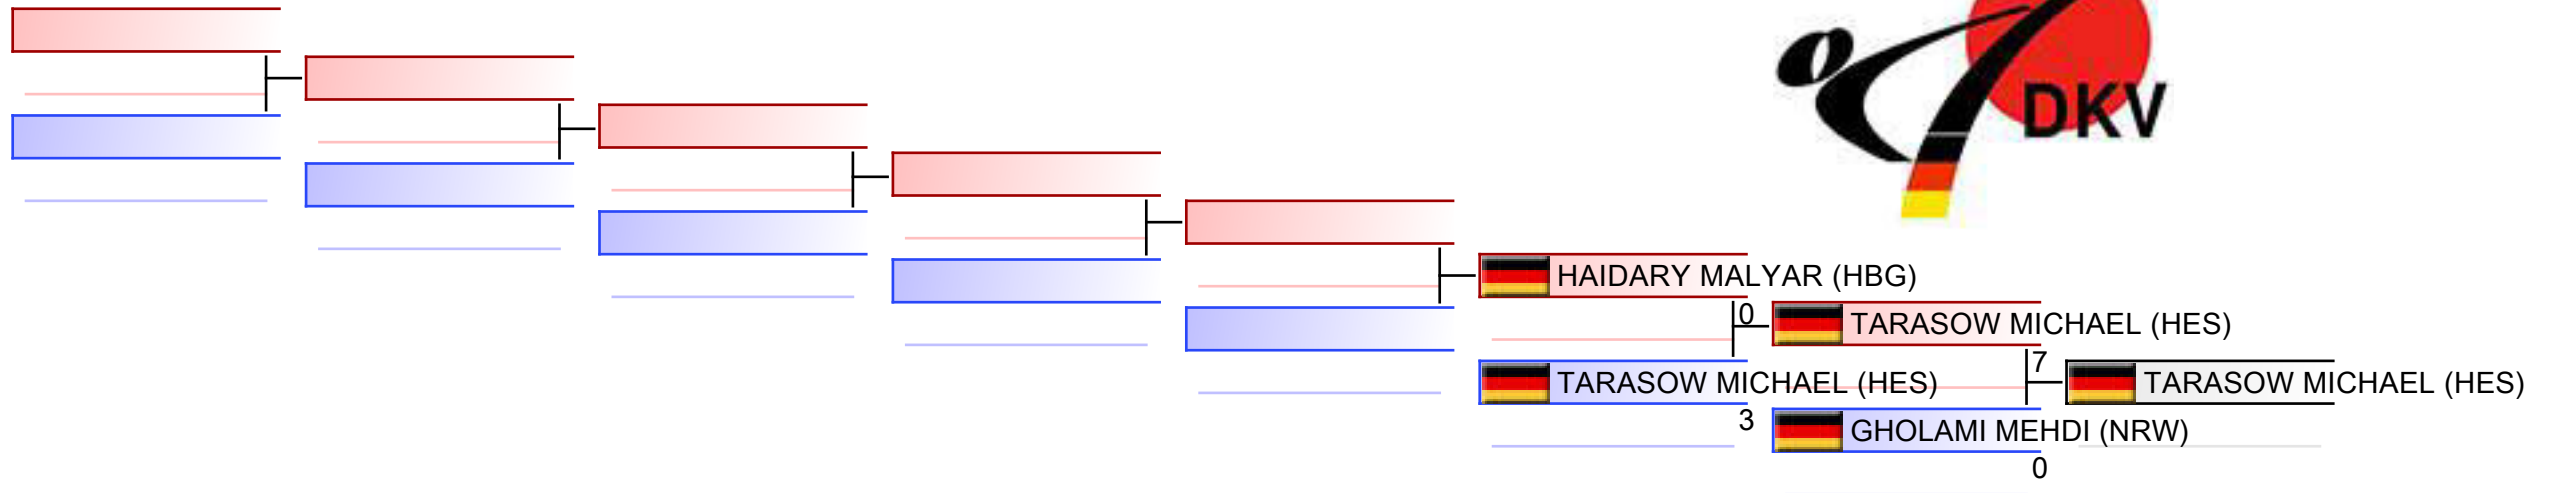 DKV
HAIDARY MALYAR (HBG)
0
TARASOW MICHAEL (HES)
7
TARASOW MICHAEL (HES)
TARASOW MICHAEL (HES)
3
GHOLAMI MEHDI (NRW)
0